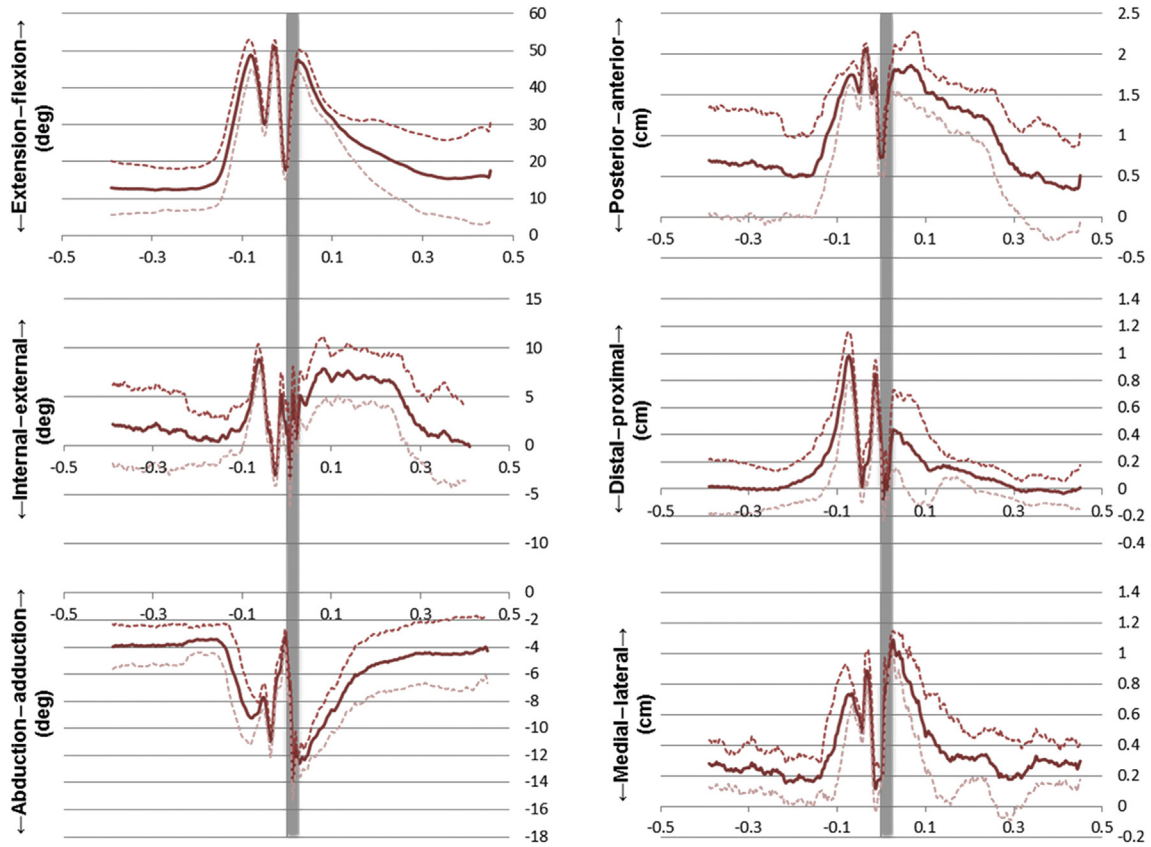 ←Extension–flexion→
(deg)
60
50
40
30
20
10
0
-0.5 -0.3 -0.1 0.1 0.3 0.5
←Posterior–anterior→
(cm)
2.5
2
1.5
1
0.5
0
-0.5
-0.5 -0.3 -0.1 0.1 0.3 0.5
←Internal–external→
(deg)
15
10
5
0
-5
-10
-0.5 -0.3 -0.1 0.1 0.3 0.5
←Distal–proximal→
(cm)
1.4
1.2
1
0.8
0.6
0.4
0.2
0
-0.2
-0.4
-0.5 -0.3 -0.1 0.1 0.3 0.5
←Abduction–adduction→
(deg)
0
-2
-4
-6
-8
-10
-12
-14
-16
-18
-0.5 -0.3 -0.1 0.1 0.3 0.5
←Medial–lateral→
(cm)
1.4
1.2
1
0.8
0.6
0.4
0.2
0
-0.2
-0.5 -0.3 -0.1 0.1 0.3 0.5